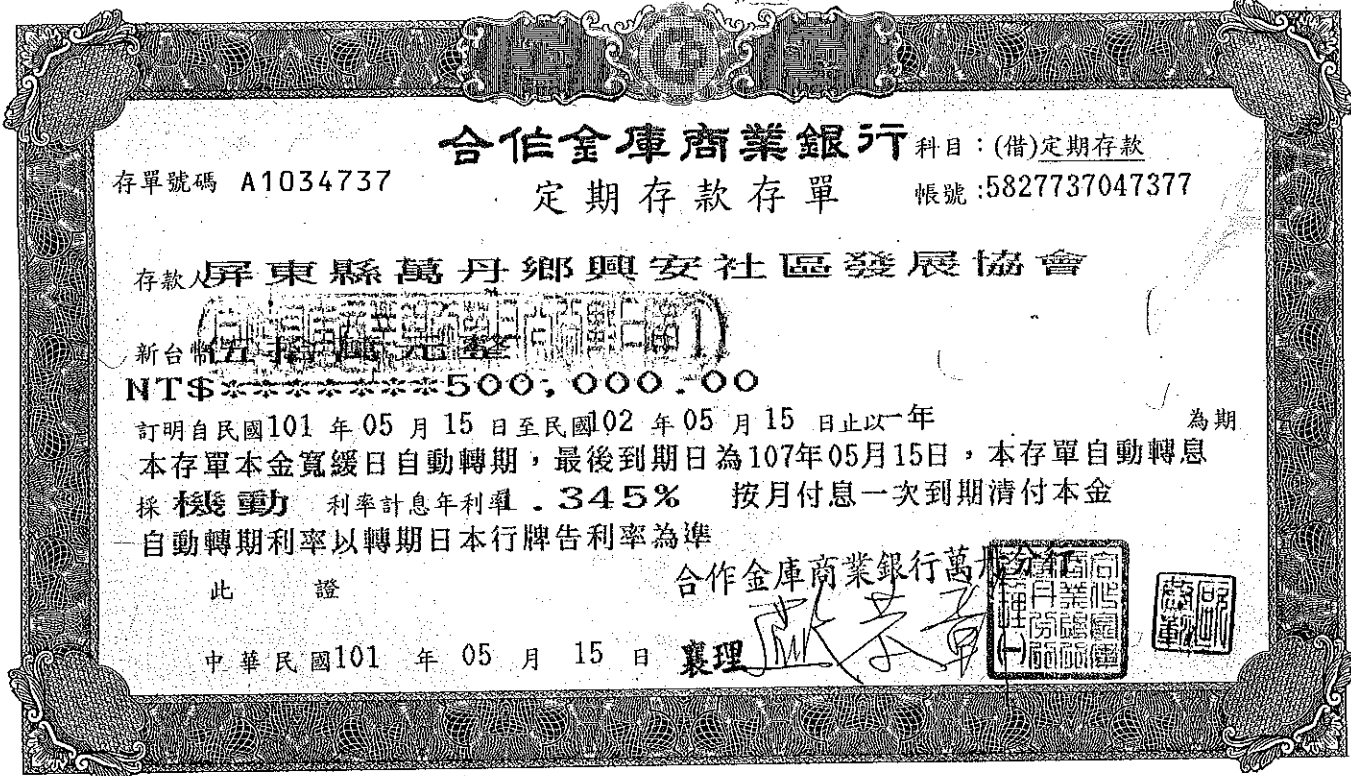 合作金庫商業銀行 科目：(借)定期存款
存單號碼 A1034737 定期存款存單 帳號:5827737047377
存款人屏東縣萬丹鄉興安社區發展協會
新台幣伍拾萬元整
NT$********500,000.00
訂明自民國101 年 05 月 15 日至民國102 年 05 月 15 日止以一年 為期
本存單本金寬緩日自動轉期，最後到期日為107年05月15日，本存單自動轉息
採 機動 利率計息年利率1.345% 按月付息一次到期清付本金
自動轉期利率以轉期日本行牌告利率為準
此 證 合作金庫商業銀行萬丹分行
中華民國101 年 05 月 15 日 襄理